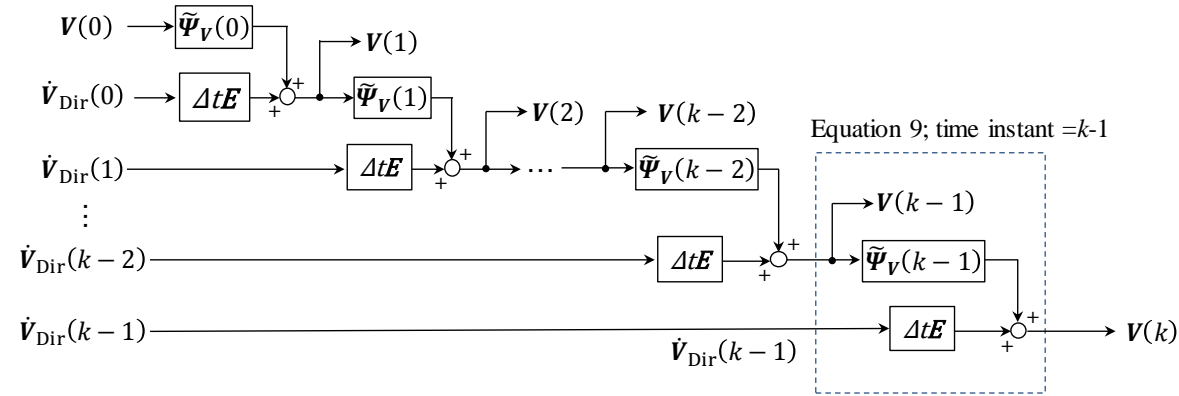 V(0) Ψ̃_V(0)
V(1)
V̇_Dir(0) ΔtE + + Ψ̃_V(1)
V(2) V(k − 2)
Equation 9; time instant =k-1
V̇_Dir(1) ΔtE + + ⋯ Ψ̃_V(k − 2)
⋮
V(k − 1)
V̇_Dir(k − 2) ΔtE + + Ψ̃_V(k − 1)
V̇_Dir(k − 1) ΔtE + + V(k)
V̇_Dir(k − 1)